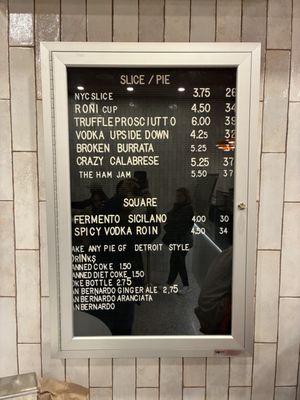 SLICE / PIE
NYC SLICE 3.75 26
RONI CUP 4.50 34
TRUFFLE PROSCIUTTO 6.00 39
VODKA UPSIDE DOWN 4.25 32
BROKEN BURRATA 5.25 37
CRAZY CALABRESE 5.25 37
THE HAM JAM 5.50 37
SQUARE
FERMENTO SICILANO 4.00 30
SPICY VODKA RONI 4.50 34
AKE ANY PIE GF DETROIT STYLE
DRINKS
ANNED COKE 1.50
ANNED DIET COKE 1.50
OKE BOTTLE 2.75
AN BERNARDO GINGER ALE 2.75
AN BERNARDO ARANCIATA
AN BERNARDO